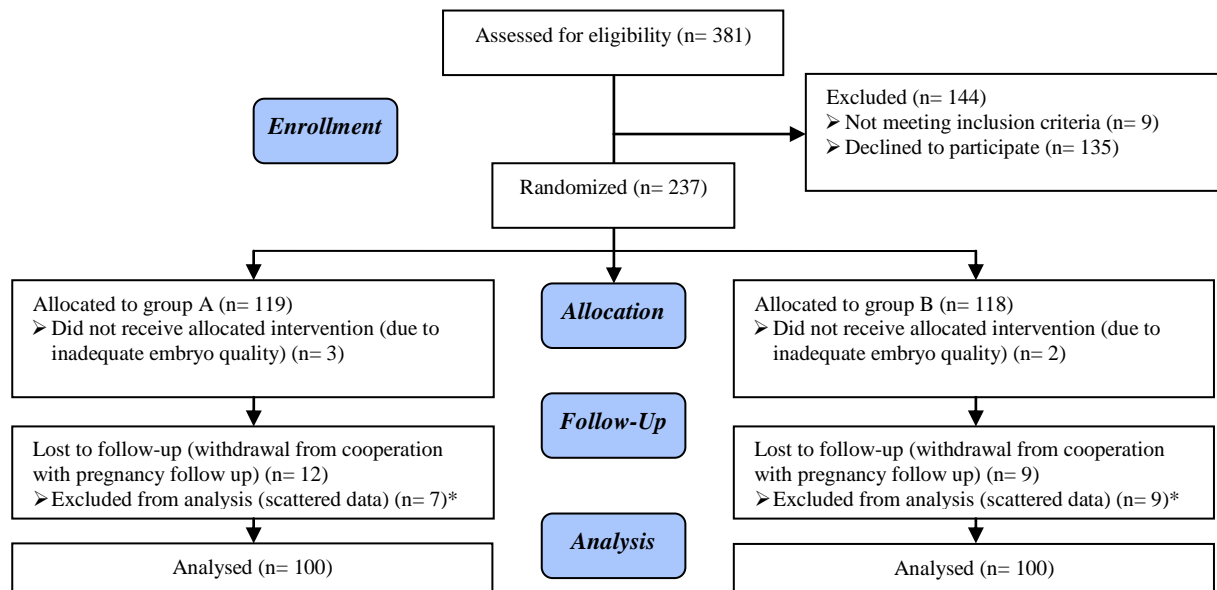 Assessed for eligibility (n= 381)
Enrollment
Excluded (n= 144)
➢ Not meeting inclusion criteria (n= 9)
➢ Declined to participate (n= 135)
Randomized (n= 237)
Allocated to group A (n= 119)
➢ Did not receive allocated intervention (due to
inadequate embryo quality) (n= 3)
Allocation
Allocated to group B (n= 118)
➢ Did not receive allocated intervention (due to
inadequate embryo quality) (n= 2)
Follow-Up
Lost to follow-up (withdrawal from cooperation
with pregnancy follow up) (n= 12)
➢ Excluded from analysis (scattered data) (n= 7)*
Lost to follow-up (withdrawal from cooperation
with pregnancy follow up) (n= 9)
➢ Excluded from analysis (scattered data) (n= 9)*
Analysis
Analysed (n= 100)
Analysed (n= 100)